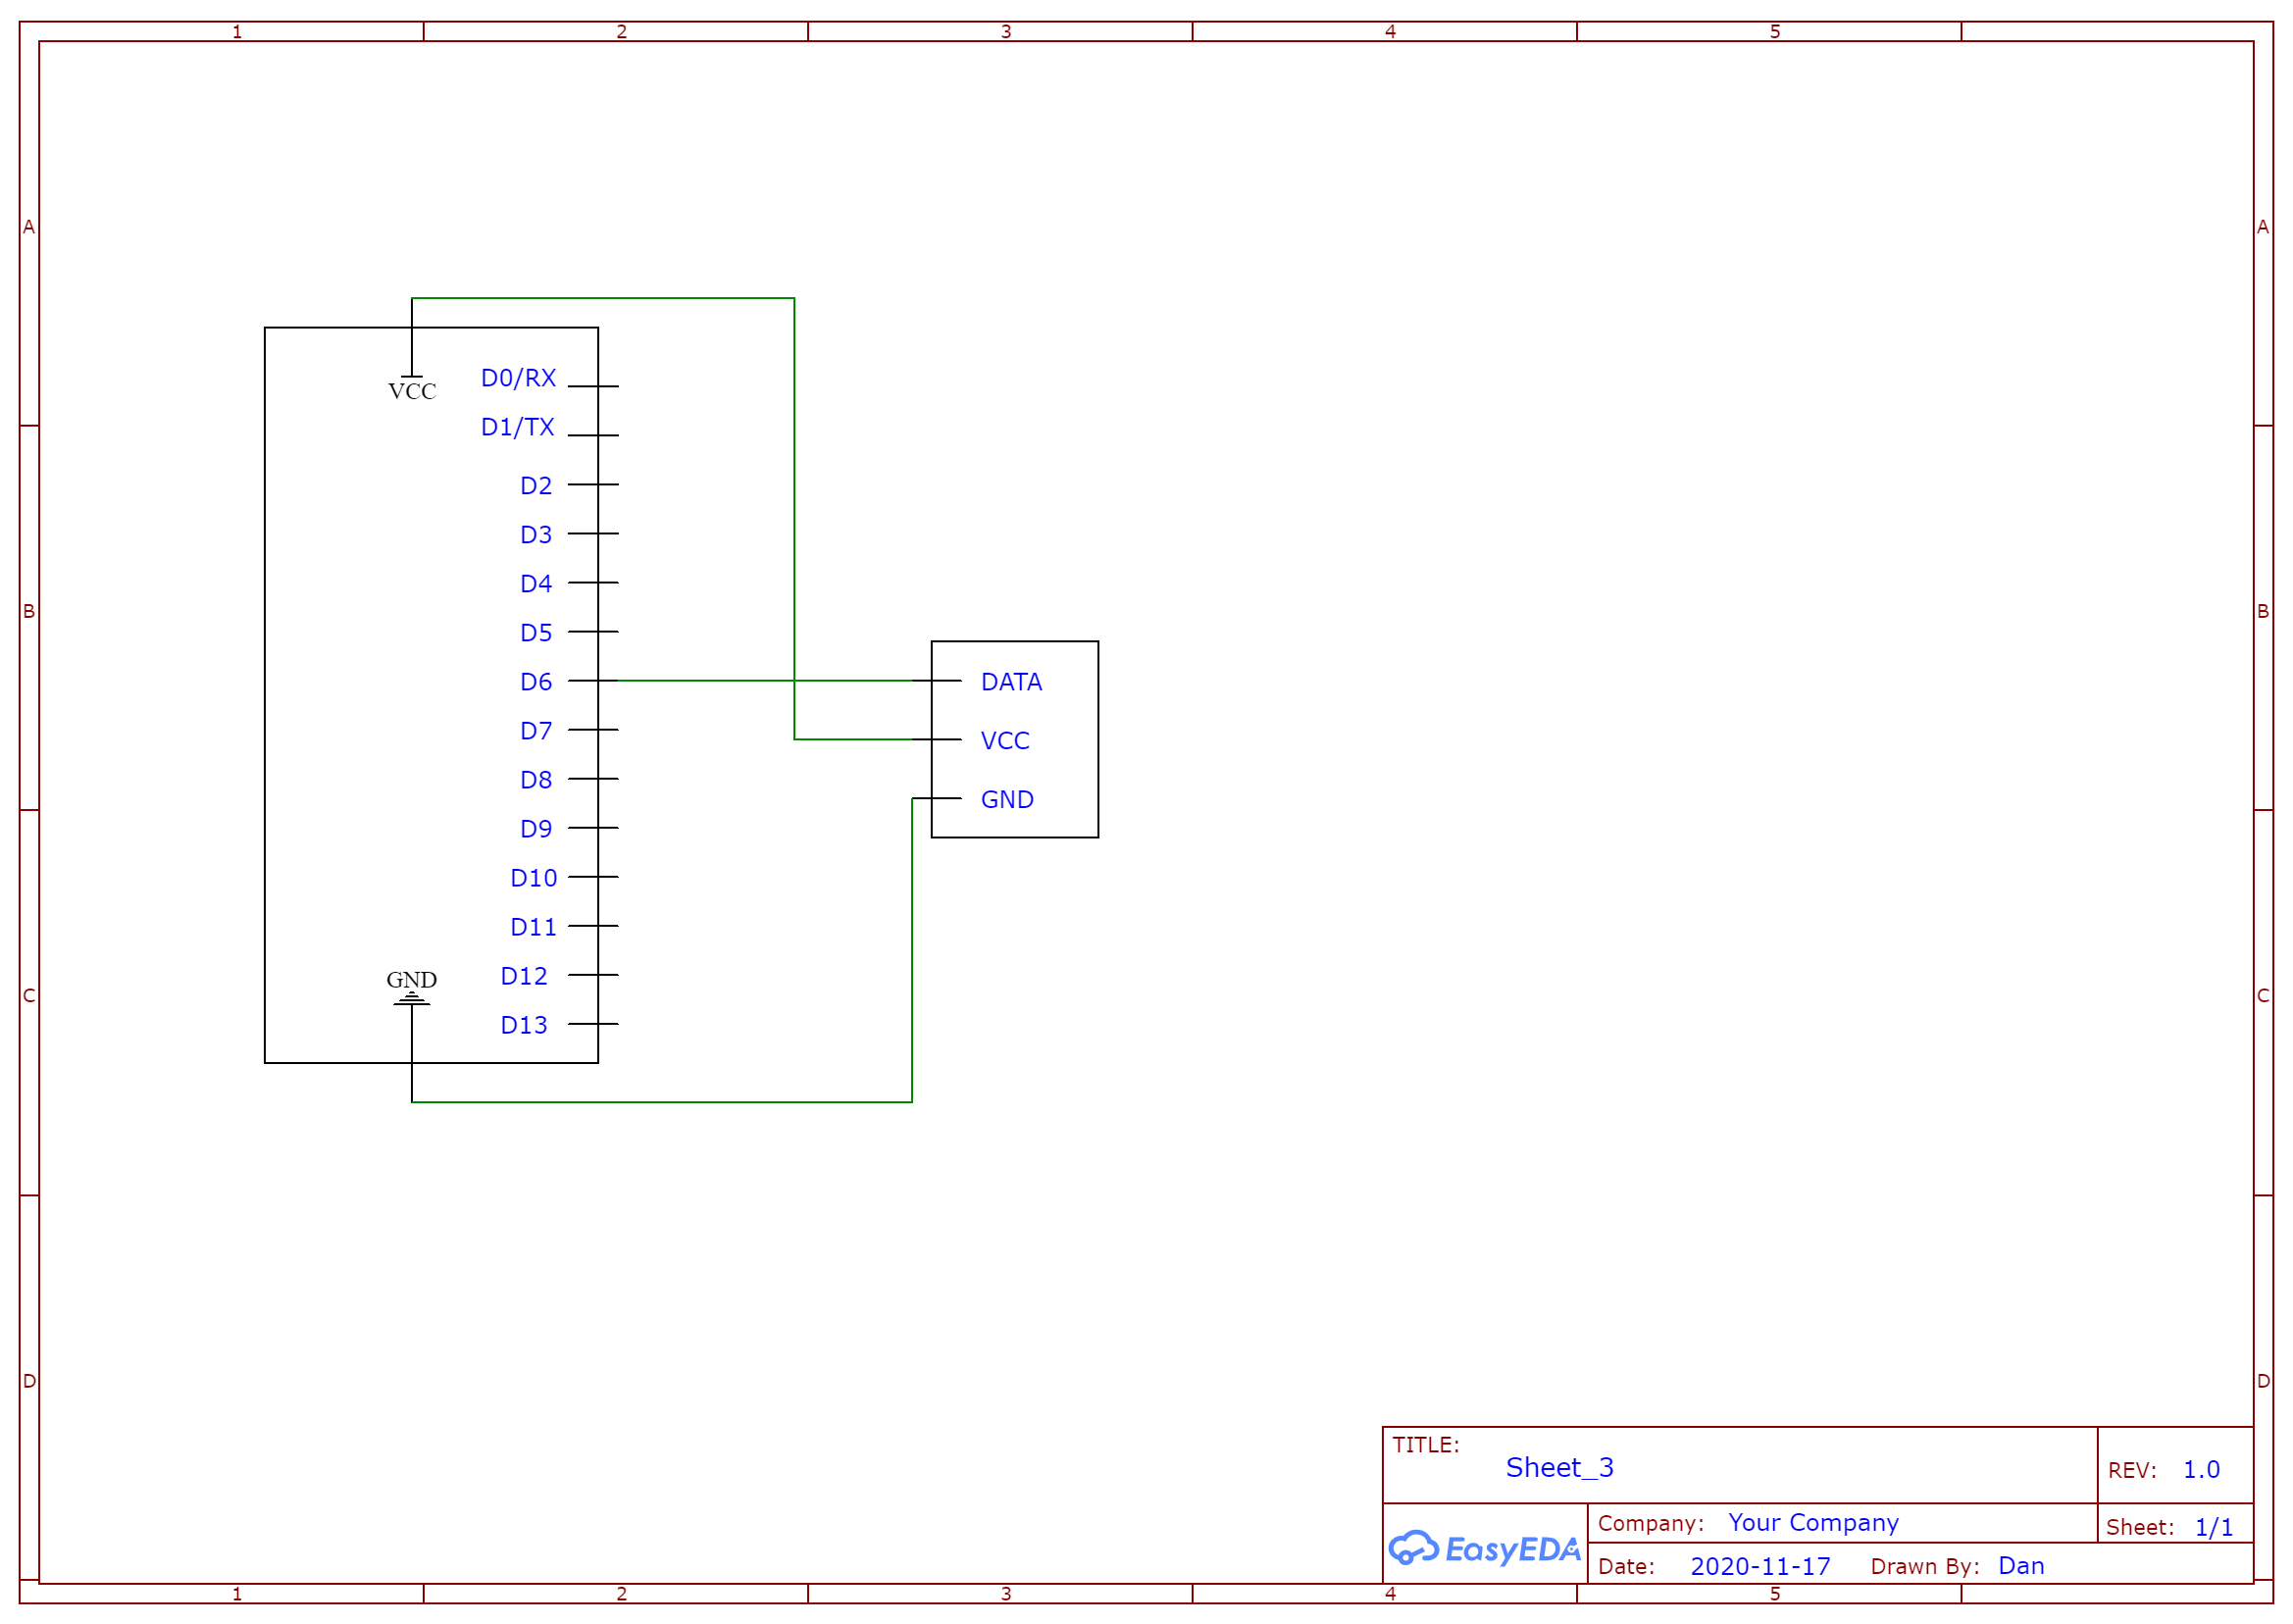 1 2 3 4 5
A A
VCC
D0/RX
D1/TX
D2
D3
D4
D5
B B
D6
D7
D8
D9
D10
D11
D12
D13
GND
DATA
VCC
GND
C C
D D
TITLE:
Sheet_3
REV: 1.0
EasyEDA
Company: Your Company
Sheet: 1/1
Date: 2020-11-17 Drawn By: Dan
1 2 3 4 5